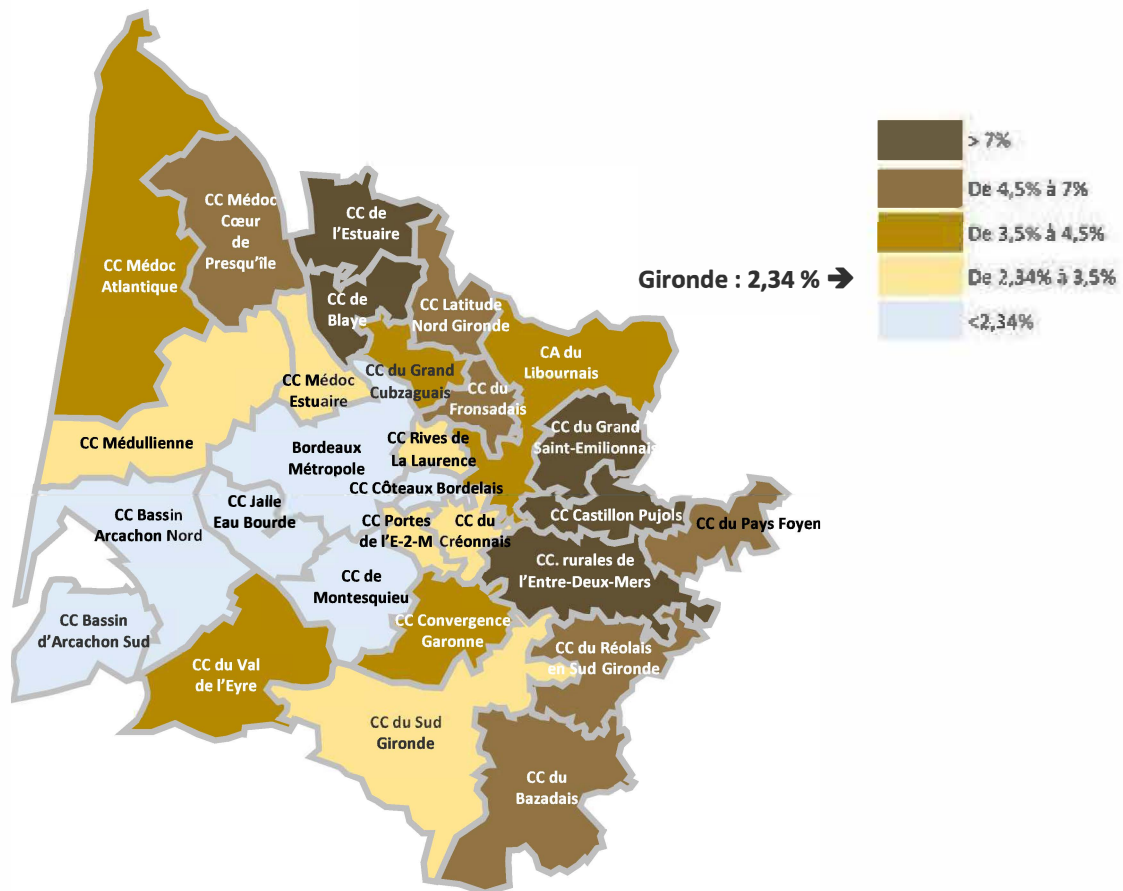 > 7%
De 4,5% à 7%
De 3,5% à 4,5%
De 2,34% à 3,5%
<2,34%
Gironde : 2,34 % ➔
CC Médoc
Cœur
de
Presqu’île
CC de
l’Estuaire
CC Médoc
Atlantique
CC de
Blaye
CC Latitude
Nord Gironde
CA du
Libournais
CC du Grand
Cubzaguais
CC Médoc
Estuaire
CC du
Fronsadais
CC du Grand
Saint-Emilionnais
CC Médullienne
Bordeaux
Métropole
CC Rives de
La Laurence
CC Côteaux Bordelais
CC Jalle
Eau Bourde
CC Bassin
Arcachon Nord
CC Portes
de l’E-2-M
CC du
Créonnais
CC Castillon Pujols
CC du Pays Foyen
CC. rurales de
l’Entre-Deux-Mers
CC de
Montesquieu
CC Bassin
d’Arcachon Sud
CC Convergence
Garonne
CC du Réolais
en Sud Gironde
CC du Val
de l’Eyre
CC du Sud
Gironde
CC du
Bazadais